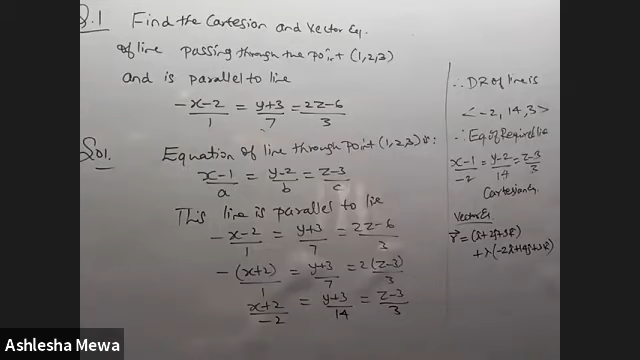 Q.1 Find the Cartesion and Vector Eq.
of line passing through the point (1,2,3)
and is parallel to line
-x-2/1 = y+3/7 = 2z-6/3
Sol. Equation of line through point (1,2,3) is:
x-1/a = y-2/b = z-3/c
This line is parallel to lie
-x-2/1 = y+3/7 = 2z-6/3
-(x+2)/1 = y+3/7 = 2(z-3)/3
x+2/-2 = y+3/14 = z-3/3
∴ DR of line is
<-2, 14, 3>
∴ Eq of Required lie
x-1/-2 = y-2/14 = z-3/3
Cartesian Eq.
Vector Eq.
r⃗ = (î+2ĵ+3k̂)
+ λ(-2î+14ĵ+3k̂)
Ashlesha Mewa